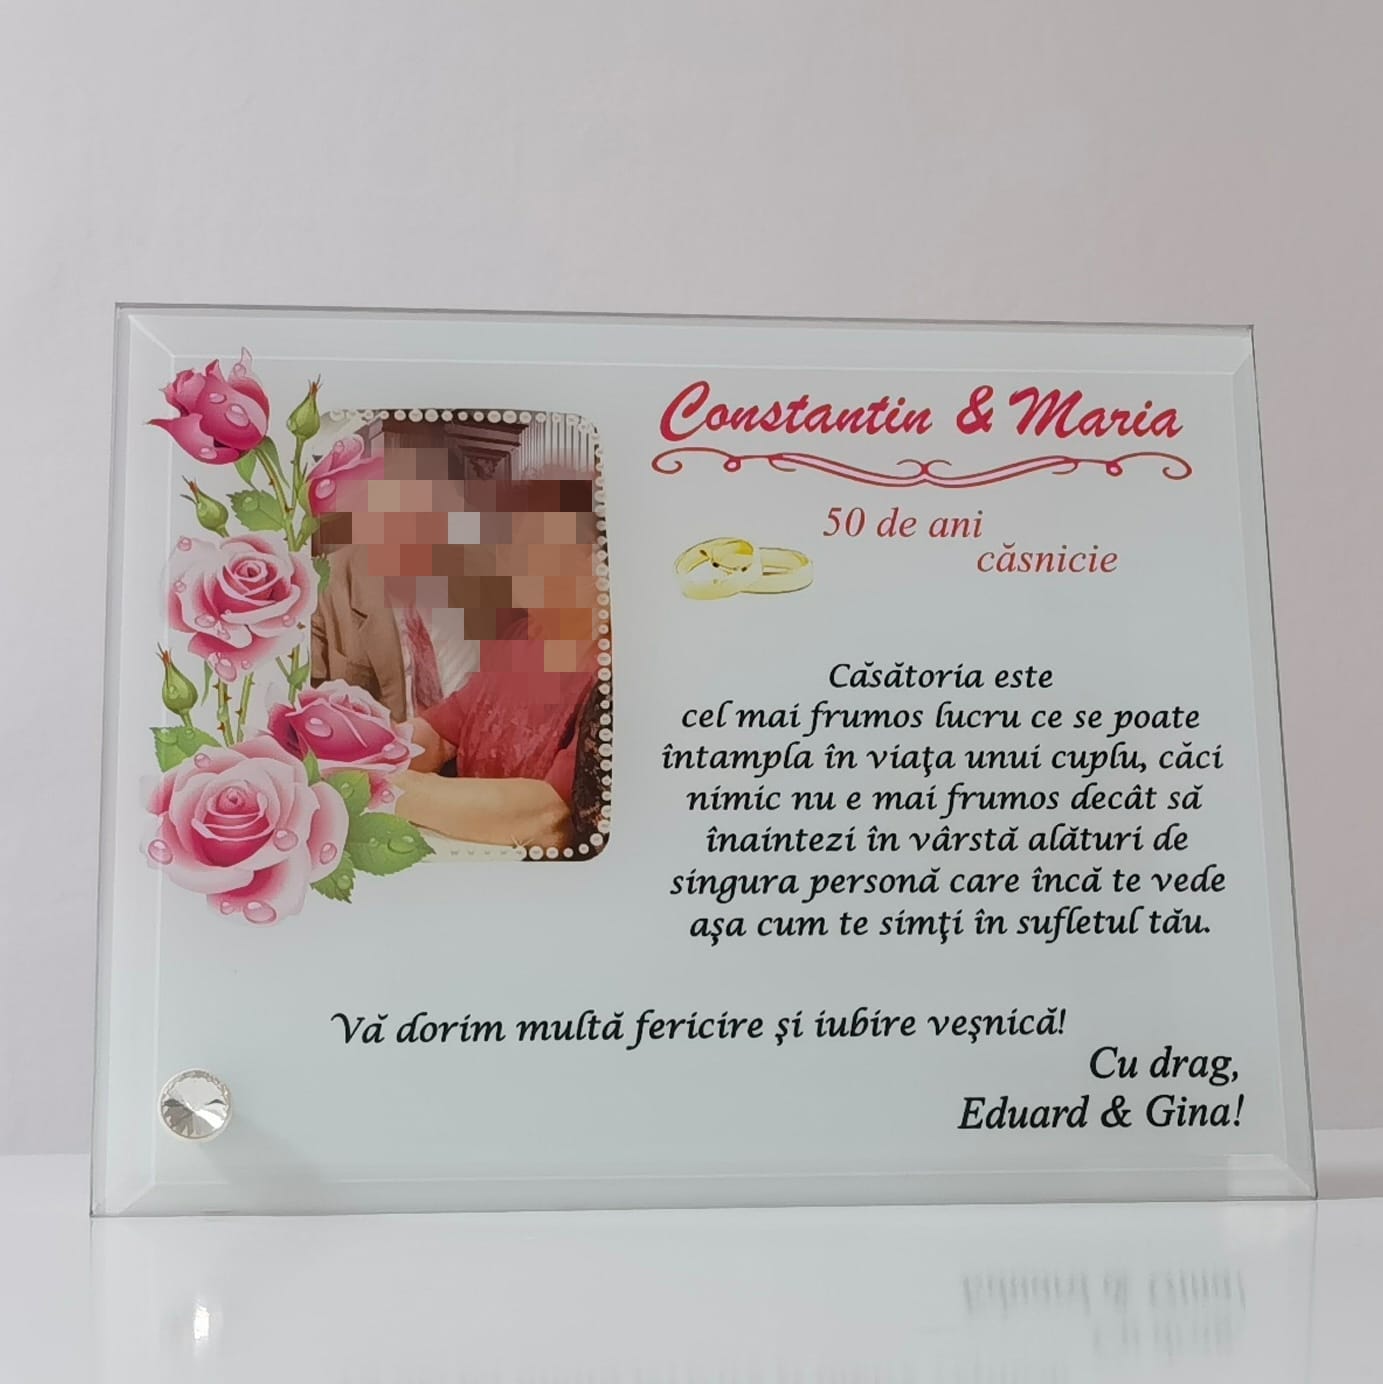 Constantin & Maria
50 de ani
căsnicie
Căsătoria este
cel mai frumos lucru ce se poate
întampla în viaţa unui cuplu, căci
nimic nu e mai frumos decât să
înaintezi în vârstă alături de
singura personă care încă te vede
aşa cum te simţi în sufletul tău.
Vă dorim multă fericire şi iubire veşnică!
Cu drag,
Eduard & Gina!